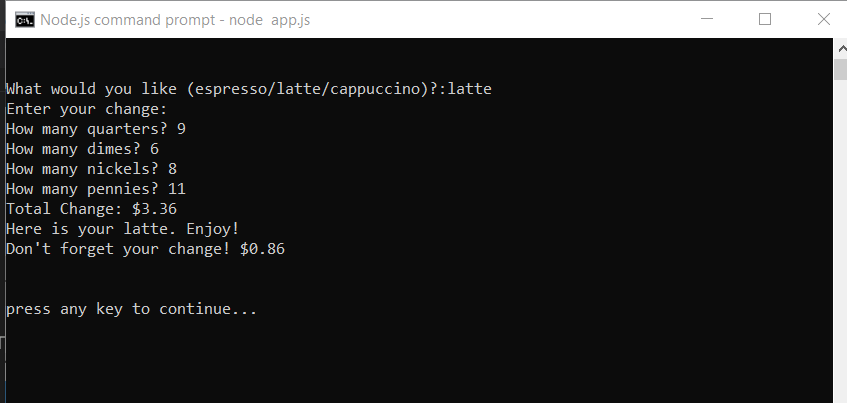 Node.js command prompt - node  app.js
What would you like (espresso/latte/cappuccino)?:latte
Enter your change:
How many quarters? 9
How many dimes? 6
How many nickels? 8
How many pennies? 11
Total Change: $3.36
Here is your latte. Enjoy!
Don't forget your change! $0.86
press any key to continue...